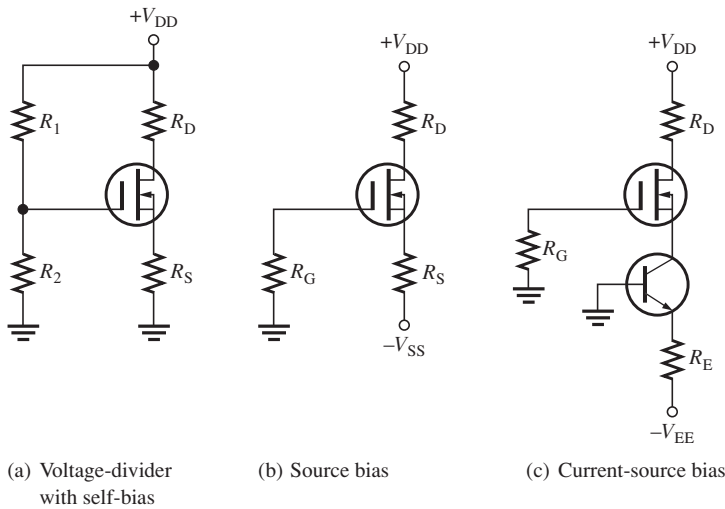 +V_DD
R_1
R_D
R_2
R_S
(a) Voltage-divider
with self-bias
+V_DD
R_D
R_G
R_S
–V_SS
(b) Source bias
+V_DD
R_D
R_G
R_E
–V_EE
(c) Current-source bias